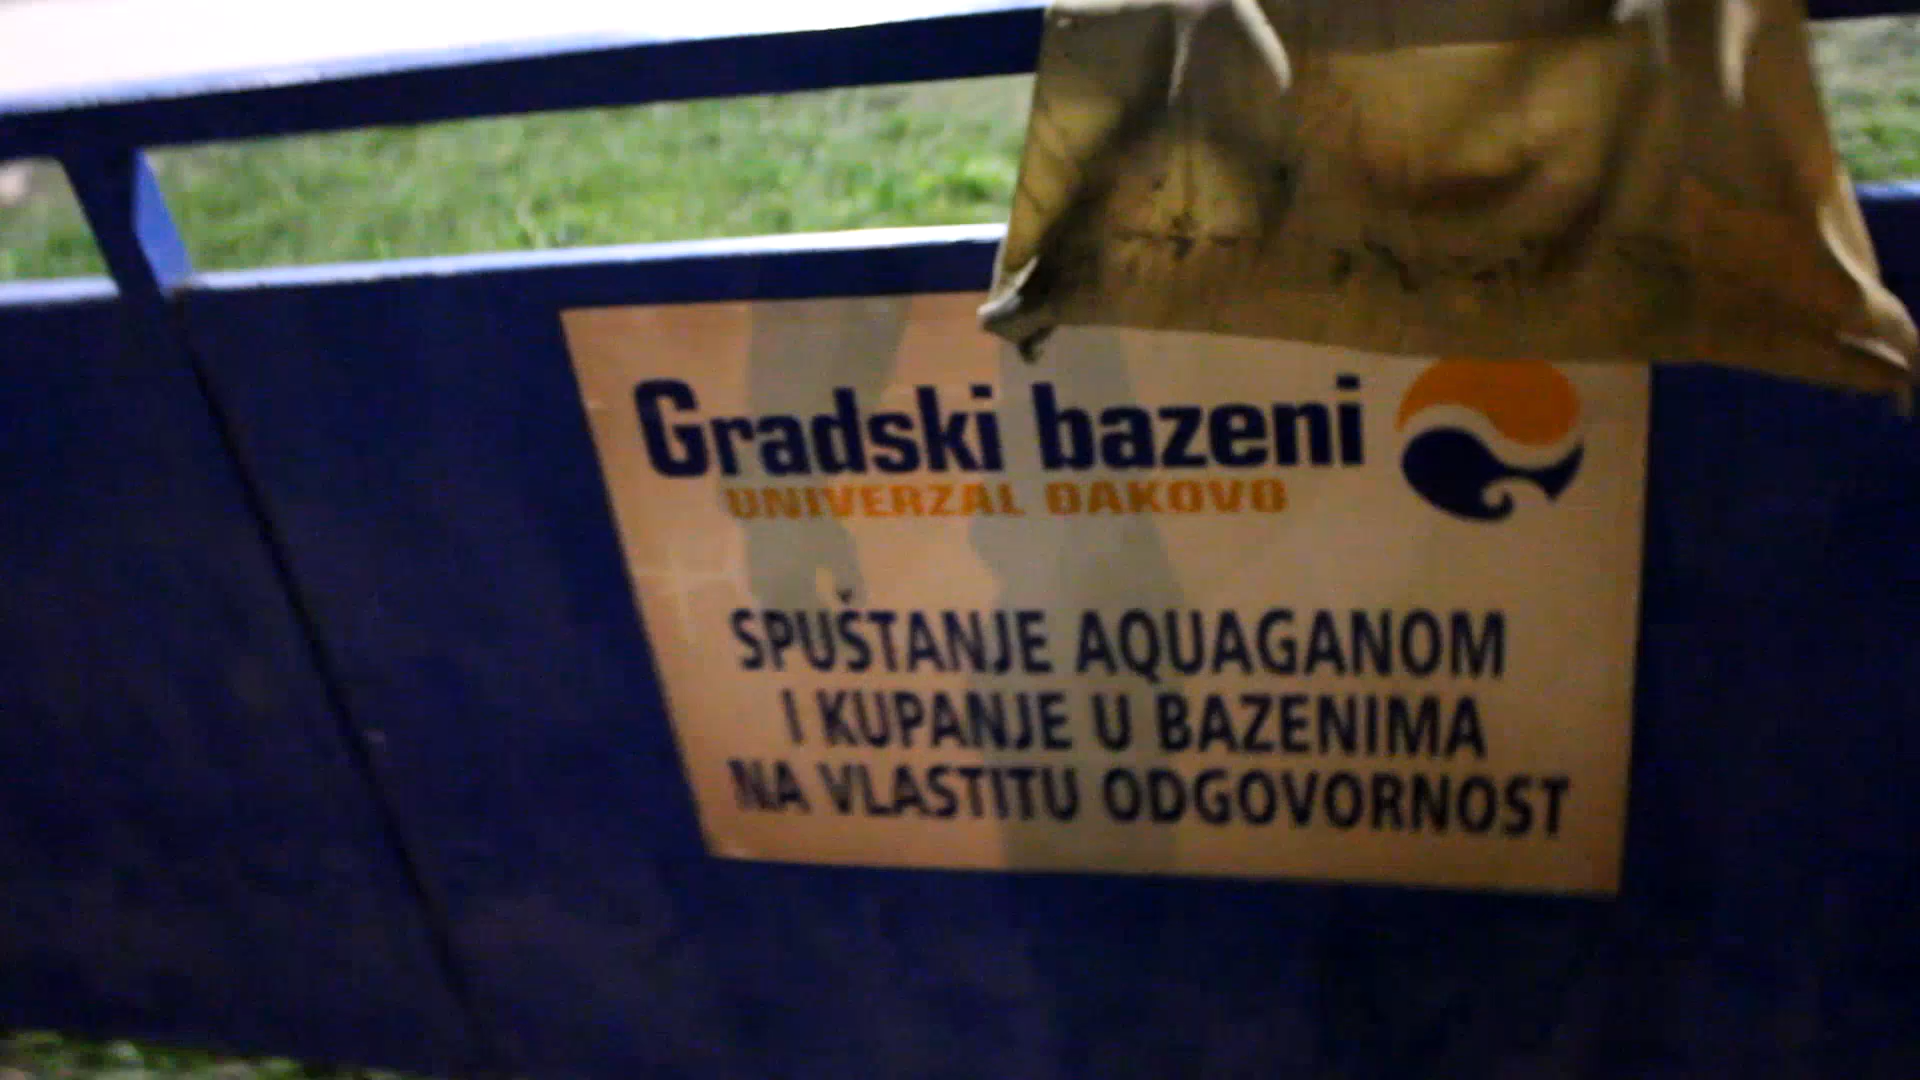 Gradski bazeni
UNIVERZAL ĐAKOVO
SPUŠTANJE AQUAGANOM
I KUPANJE U BAZENIMA
NA VLASTITU ODGOVORNOST